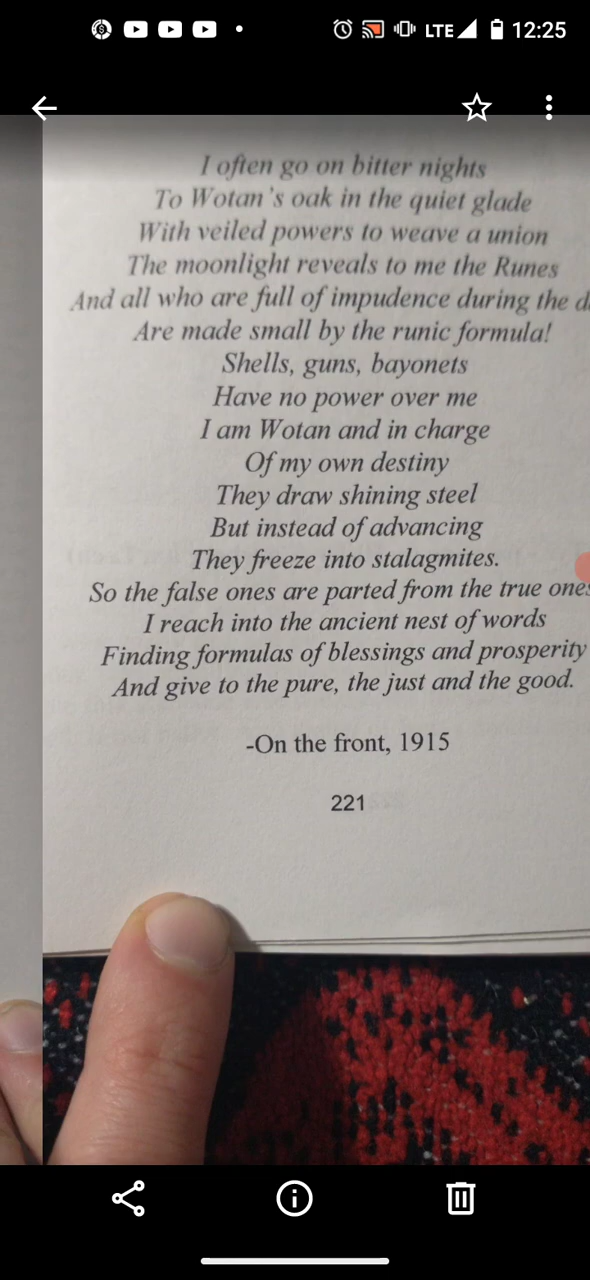 LTE 12:25
I often go on bitter nights
To Wotan's oak in the quiet glade
With veiled powers to weave a union
The moonlight reveals to me the Runes
And all who are full of impudence during the
Are made small by the runic formula!
Shells, guns, bayonets
Have no power over me
I am Wotan and in charge
Of my own destiny
They draw shining steel
But instead of advancing
They freeze into stalagmites.
So the false ones are parted from the true ones
I reach into the ancient nest of words
Finding formulas of blessings and prosperity
And give to the pure, the just and the good.
-On the front, 1915
221